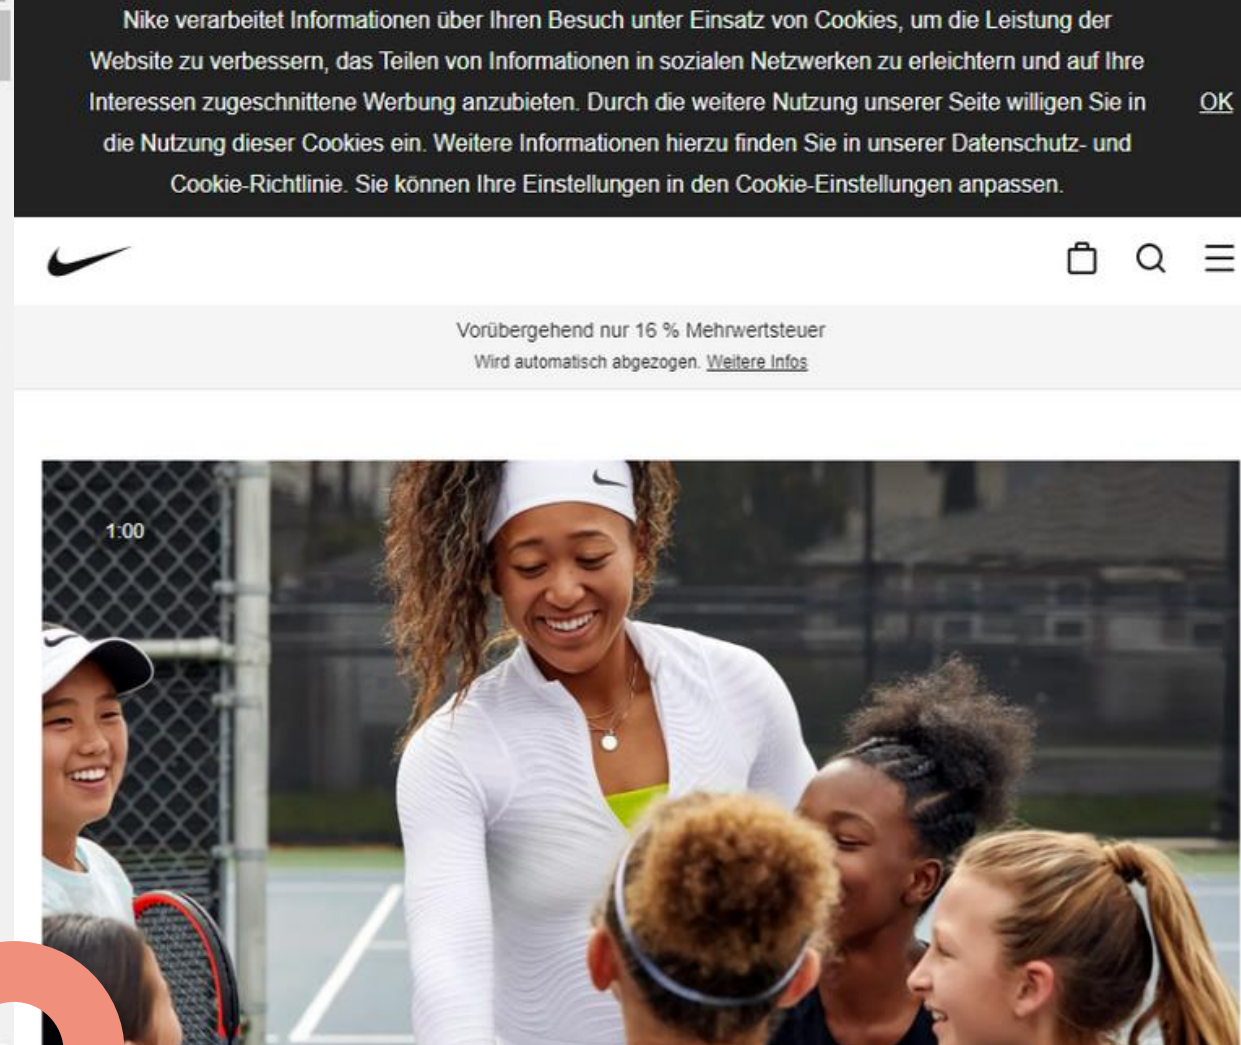 Nike verarbeitet Informationen über Ihren Besuch unter Einsatz von Cookies, um die Leistung der
Website zu verbessern, das Teilen von Informationen in sozialen Netzwerken zu erleichtern und auf Ihre
Interessen zugeschnittene Werbung anzubieten. Durch die weitere Nutzung unserer Seite willigen Sie in
die Nutzung dieser Cookies ein. Weitere Informationen hierzu finden Sie in unserer Datenschutz- und
Cookie-Richtlinie. Sie können Ihre Einstellungen in den Cookie-Einstellungen anpassen.
OK
Vorübergehend nur 16 % Mehrwertsteuer
Wird automatisch abgezogen. Weitere Infos
1:00